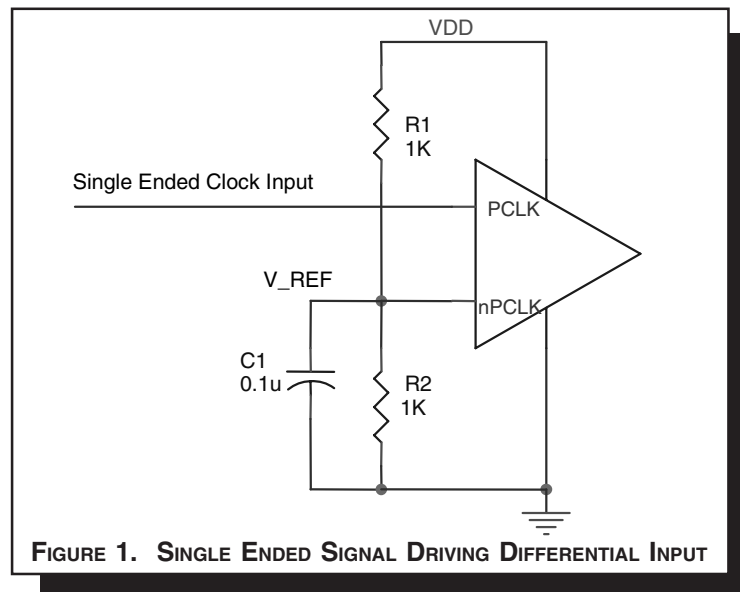 VDD
R1
1K
Single Ended Clock Input
PCLK
V_REF
nPCLK
C1
0.1u
R2
1K
FIGURE 1. SINGLE ENDED SIGNAL DRIVING DIFFERENTIAL INPUT